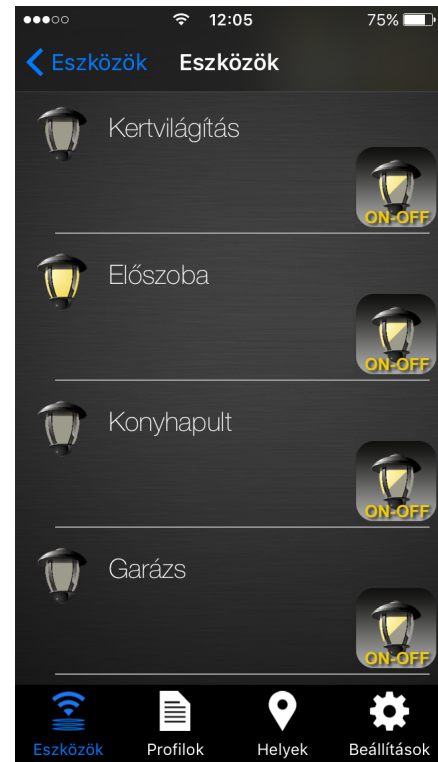 12:05
75%
Eszközök Eszközök
Kertvilágítás
ON-OFF
Előszoba
ON-OFF
Konyhapult
ON-OFF
Garázs
ON-OFF
Eszközök Profilok Helyek Beállítások